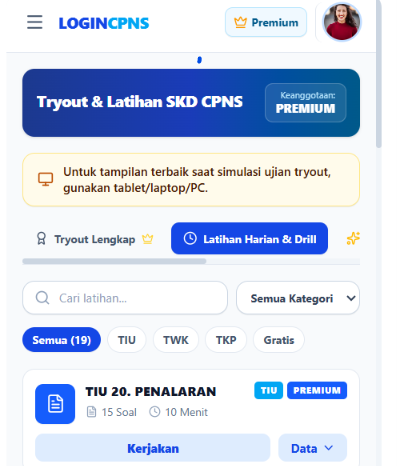 LOGINCPNS
Premium
Tryout & Latihan SKD CPNS
Keanggotaan:
PREMIUM
Untuk tampilan terbaik saat simulasi ujian tryout,
gunakan tablet/laptop/PC.
Tryout Lengkap
Latihan Harian & Drill
Cari latihan...
Semua Kategori
Semua (19)
TIU
TWK
TKP
Gratis
TIU 20. PENALARAN
TIU
PREMIUM
15 Soal
10 Menit
Kerjakan
Data